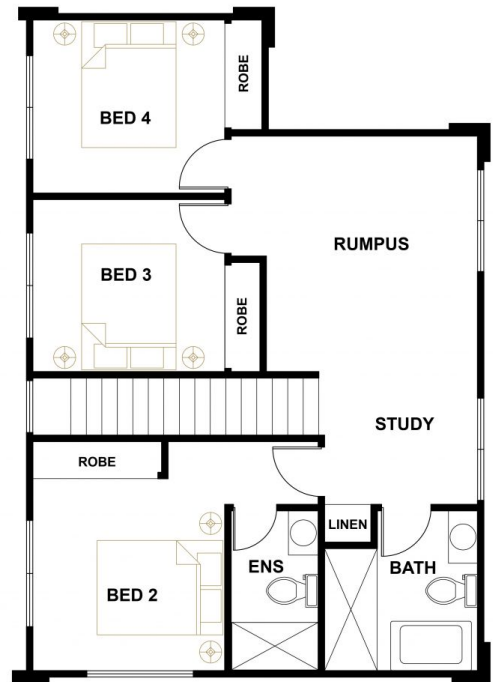 ROBE
BED 4
RUMPUS
BED 3
ROBE
STUDY
ROBE
LINEN
ENS
BATH
BED 2